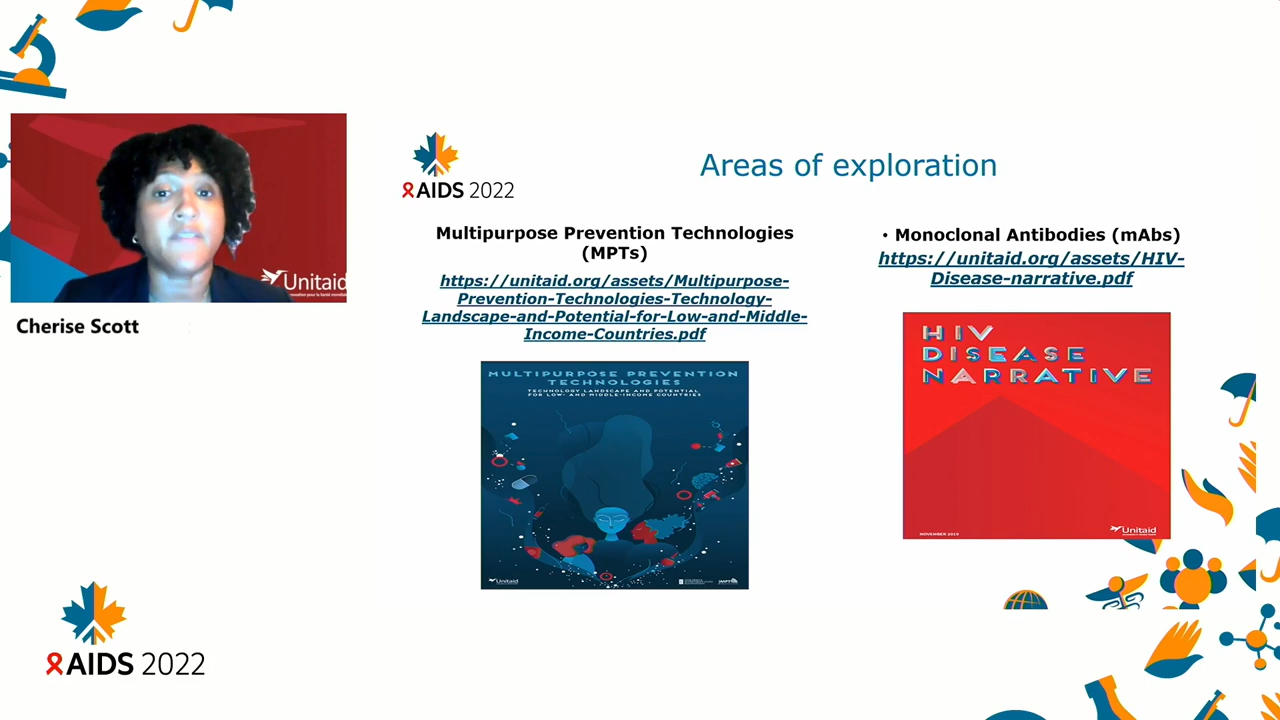 Unitaid
Cherise Scott
AIDS 2022
Areas of exploration
Multipurpose Prevention Technologies
(MPTs)
https://unitaid.org/assets/Multipurpose-
Prevention-Technologies-Technology-
Landscape-and-Potential-for-Low-and-Middle-
Income-Countries.pdf
MULTIPURPOSE PREVENTION
TECHNOLOGIES
TECHNOLOGY LANDSCAPE AND POTENTIAL
FOR LOW- AND MIDDLE-INCOME COUNTRIES
Unitaid
• Monoclonal Antibodies (mAbs)
https://unitaid.org/assets/HIV-
Disease-narrative.pdf
HIV
DISEASE
NARRATIVE
NOVEMBER 2019
Unitaid
AIDS 2022